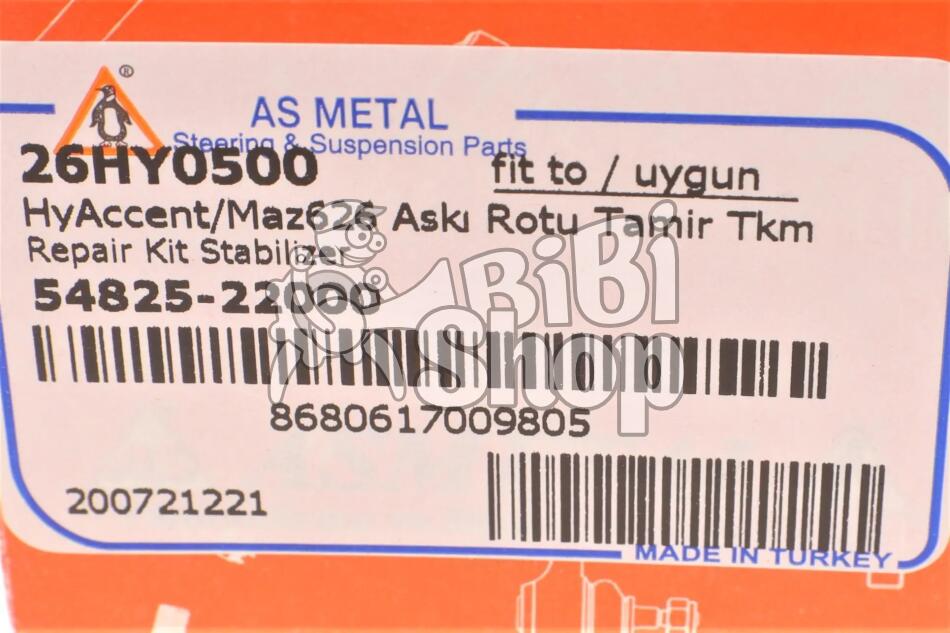 ®
AS METAL
Steering & Suspension Parts
26HY0500
fit to / uygun
HyAccent/Maz626 Askı Rotu Tamir Tkm
Repair Kit Stabilizer
54825-22000
BiBi
Shop
8680617009805
200721221
MADE IN TURKEY